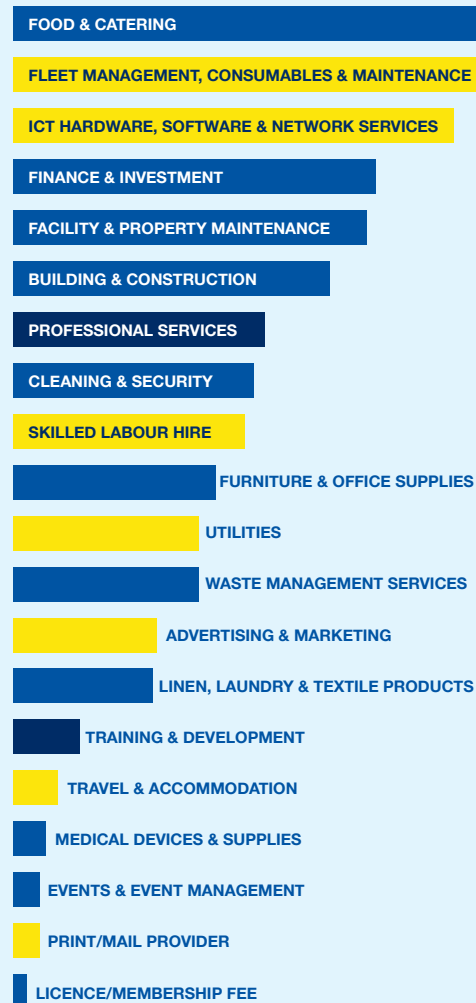 FOOD & CATERING
FLEET MANAGEMENT, CONSUMABLES & MAINTENANCE
ICT HARDWARE, SOFTWARE & NETWORK SERVICES
FINANCE & INVESTMENT
FACILITY & PROPERTY MAINTENANCE
BUILDING & CONSTRUCTION
PROFESSIONAL SERVICES
CLEANING & SECURITY
SKILLED LABOUR HIRE
FURNITURE & OFFICE SUPPLIES
UTILITIES
WASTE MANAGEMENT SERVICES
ADVERTISING & MARKETING
LINEN, LAUNDRY & TEXTILE PRODUCTS
TRAINING & DEVELOPMENT
TRAVEL & ACCOMMODATION
MEDICAL DEVICES & SUPPLIES
EVENTS & EVENT MANAGEMENT
PRINT/MAIL PROVIDER
LICENCE/MEMBERSHIP FEE